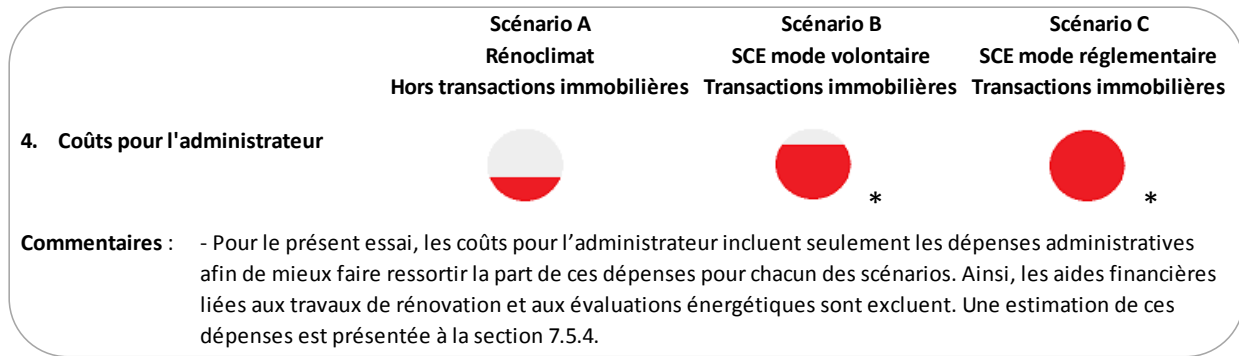 Scénario A Scénario B Scénario C
Rénoclimat SCE mode volontaire SCE mode réglementaire
Hors transactions immobilières Transactions immobilières Transactions immobilières
4. Coûts pour l'administrateur
* *
Commentaires : - Pour le présent essai, les coûts pour l’administrateur incluent seulement les dépenses administratives
afin de mieux faire ressortir la part de ces dépenses pour chacun des scénarios. Ainsi, les aides financières
liées aux travaux de rénovation et aux évaluations énergétiques sont excluent. Une estimation de ces
dépenses est présentée à la section 7.5.4.